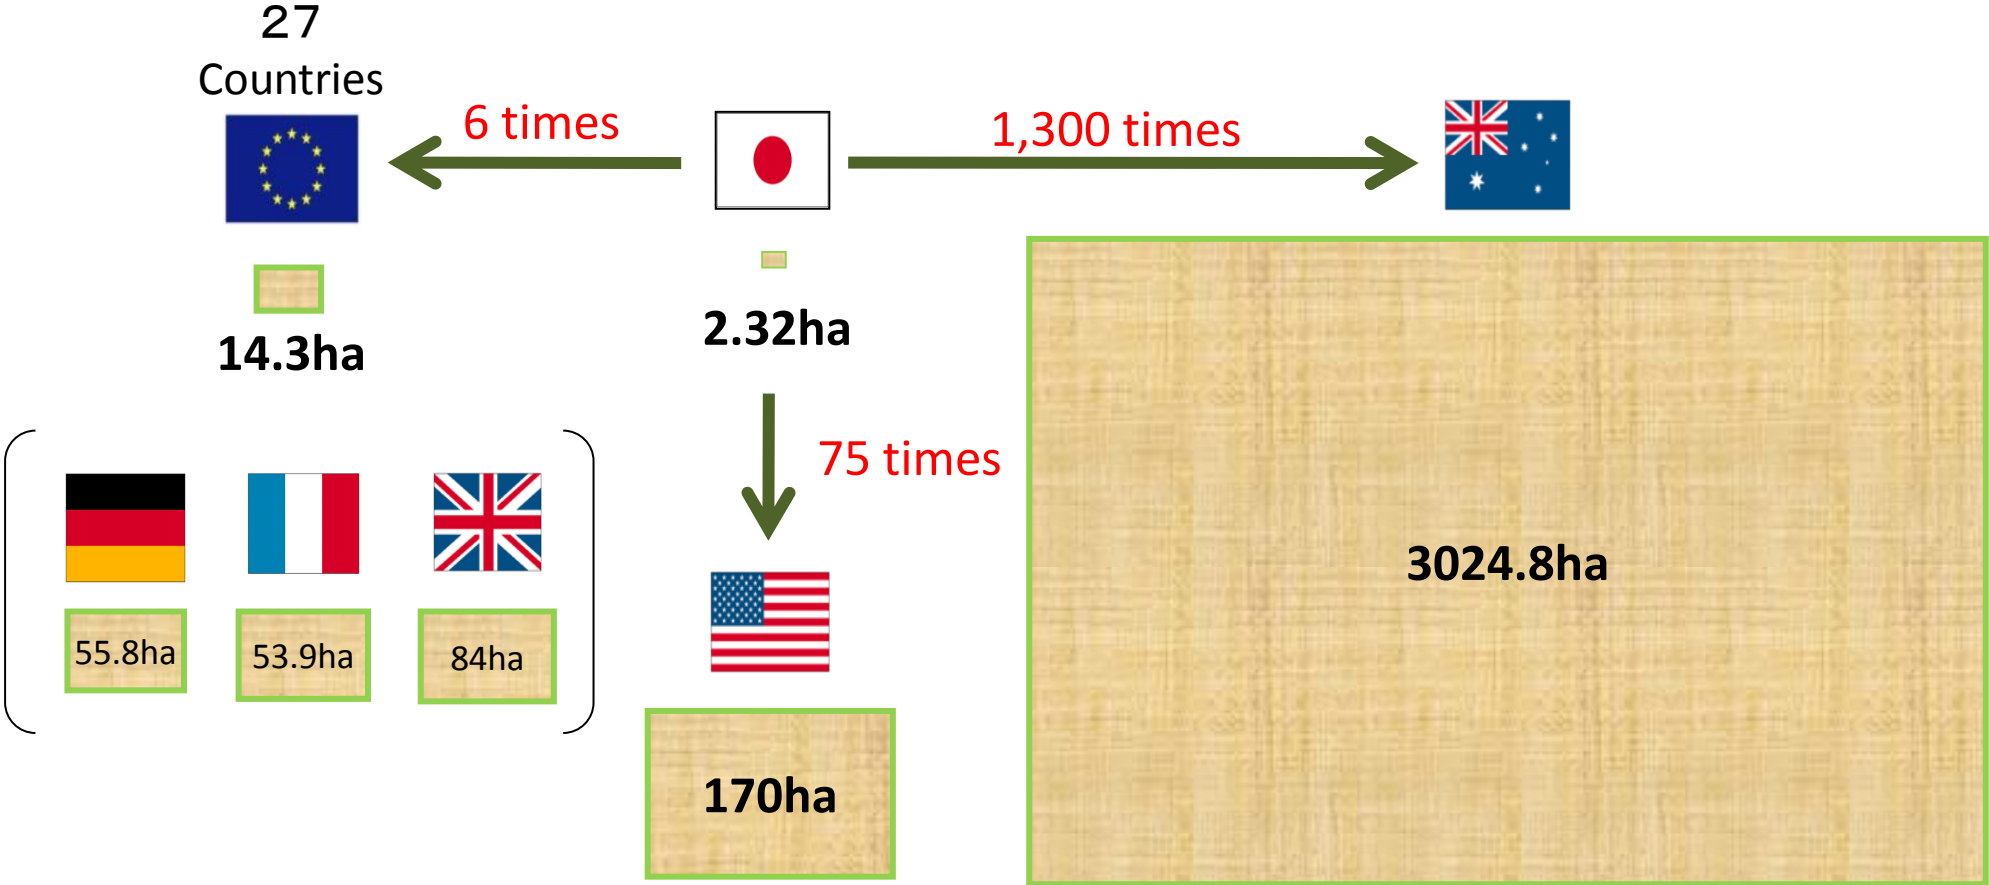 27
Countries
6 times
1,300 times
14.3ha
2.32ha
75 times
55.8ha
53.9ha
84ha
170ha
3024.8ha